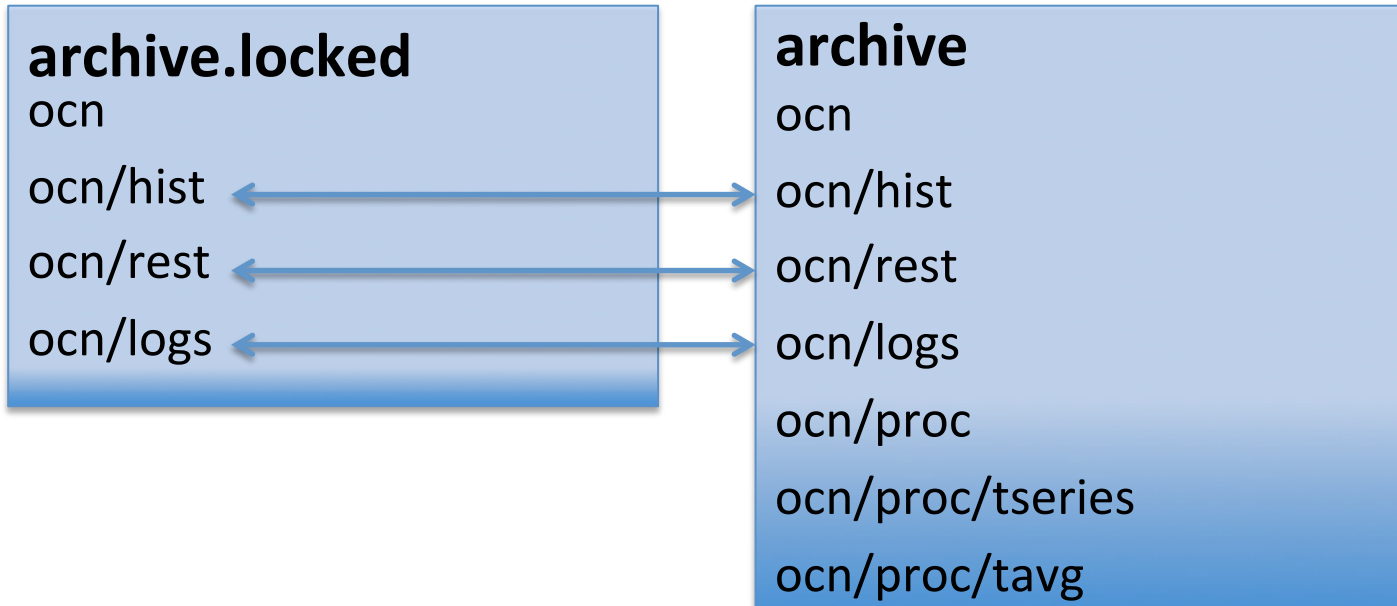 archive.locked
ocn
ocn/hist
ocn/rest
ocn/logs
archive
ocn
ocn/hist
ocn/rest
ocn/logs
ocn/proc
ocn/proc/tseries
ocn/proc/tavg